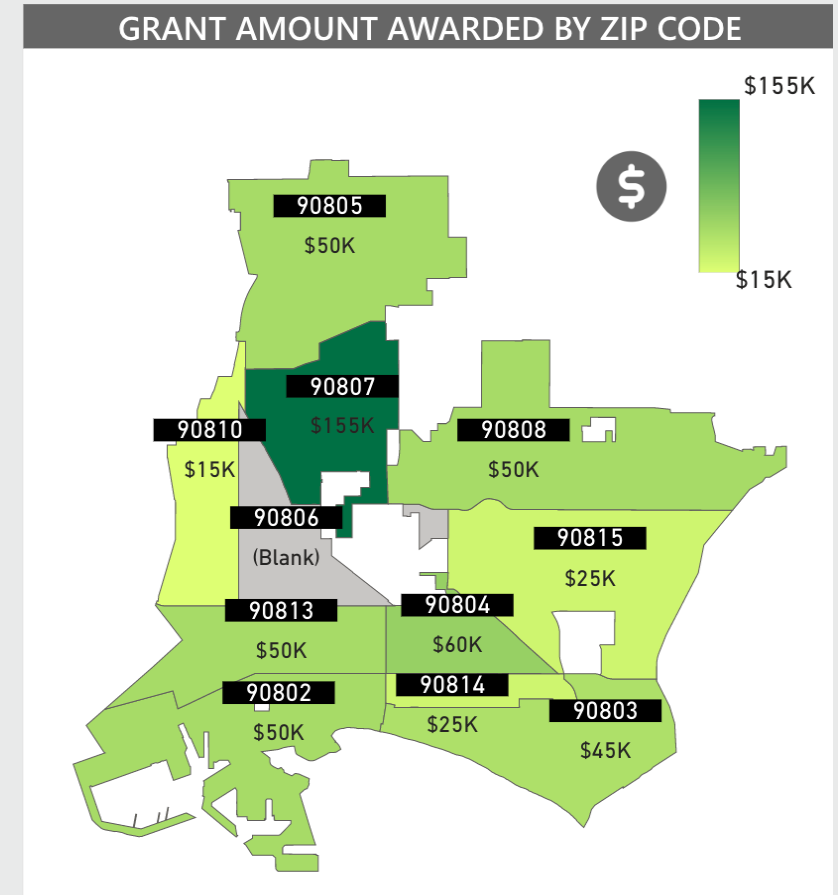 GRANT AMOUNT AWARDED BY ZIP CODE
$155K
$
$15K
90805
$50K
90807
$155K
90810
$15K
90808
$50K
90806
(Blank)
90815
$25K
90813
$50K
90804
$60K
90802
$50K
90814
$25K
90803
$45K